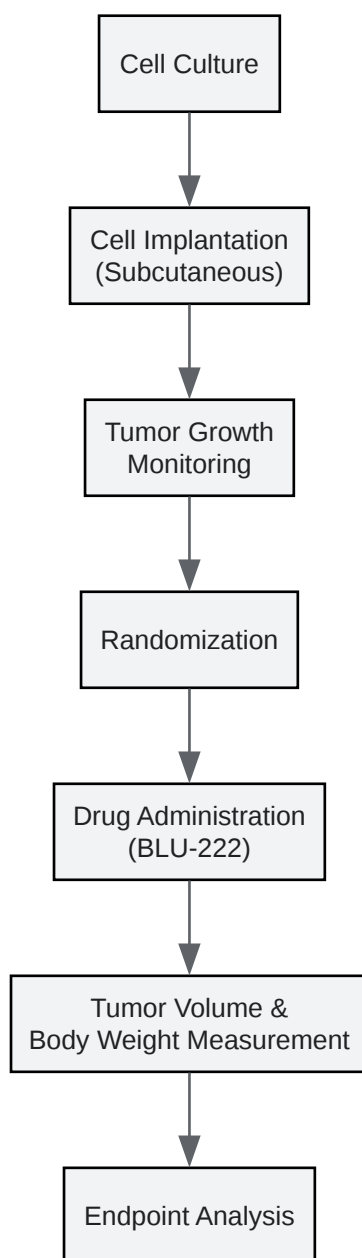 Cell Culture
Cell Implantation
(Subcutaneous)
Tumor Growth
Monitoring
Randomization
Drug Administration
(BLU-222)
Tumor Volume &
Body Weight Measurement
Endpoint Analysis